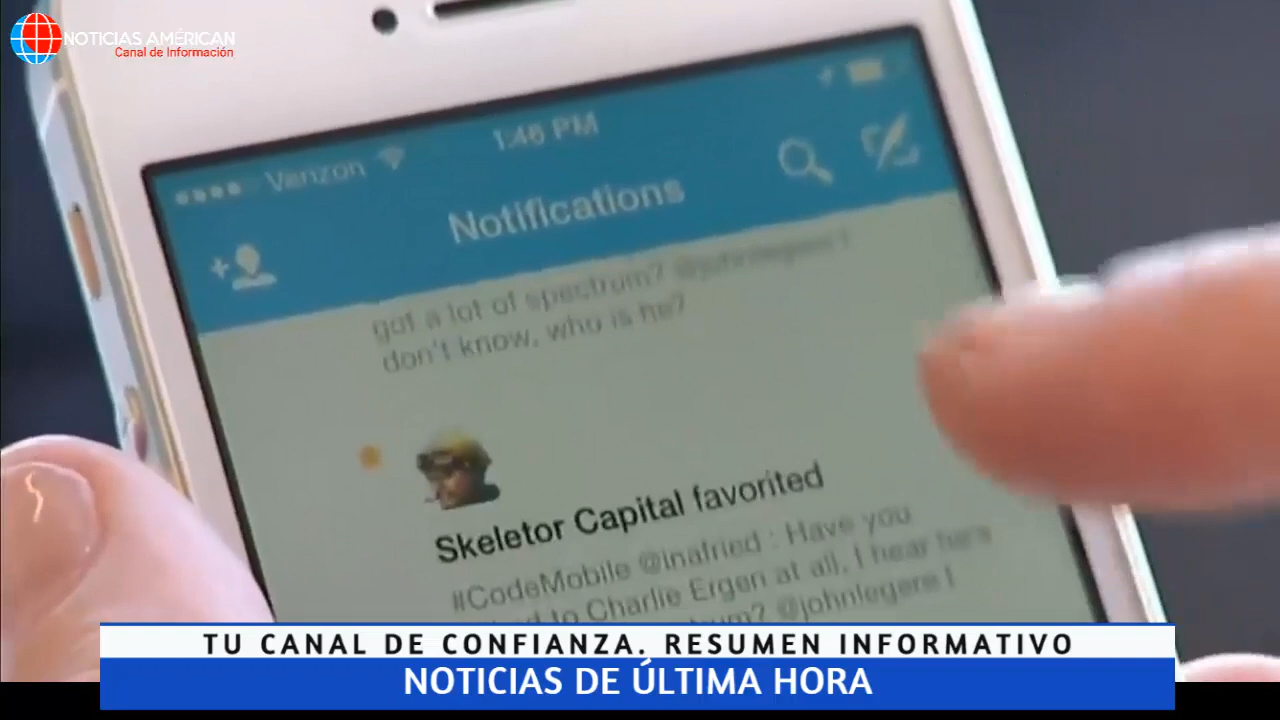 NOTICIAS AMÉRICAN
Canal de Información
Verizon
1:46 PM
Notifications
got a lot of spectrum? @johnlegere I
don't know, who is he?
Skeletor Capital favorited
#CodeMobile @inafried : Have you
to Charlie Ergen at all, I hear
@johnlegere I
TU CANAL DE CONFIANZA. RESUMEN INFORMATIVO
NOTICIAS DE ÚLTIMA HORA